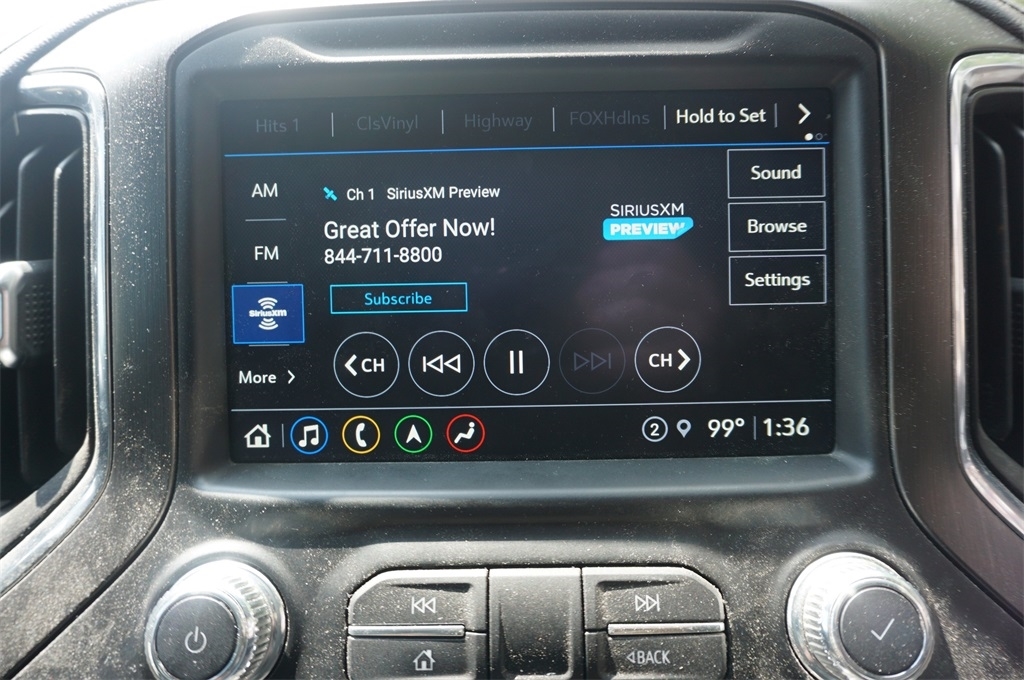 Hits 1 | ClsVinyl | Highway | FOXHdlns | Hold to Set |
AM
Ch 1 SiriusXM Preview
Great Offer Now!
844-711-8800
SIRIUSXM
PREVIEW
Sound
Browse
Settings
FM
SiriusXM
Subscribe
More
CH
CH
2
99° | 1:36
BACK